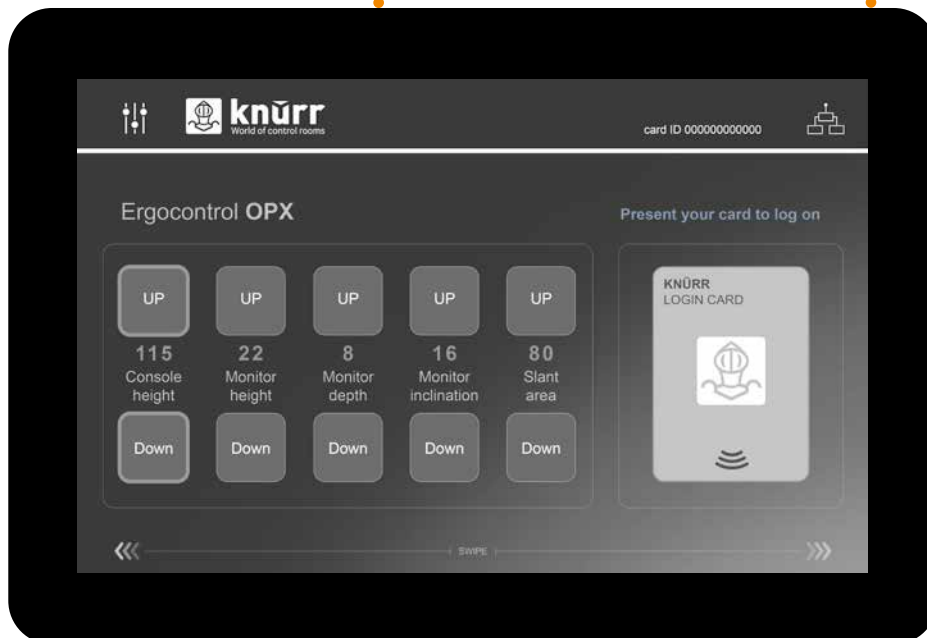 knürr
World of control rooms
card ID 000000000000
Ergocontrol OPX
Present your card to log on
UP UP UP UP UP
115 22 8 16 80
Console Monitor Monitor Monitor Slant
height height depth inclination area
Down Down Down Down Down
KNÜRR
LOGIN CARD
SWIPE